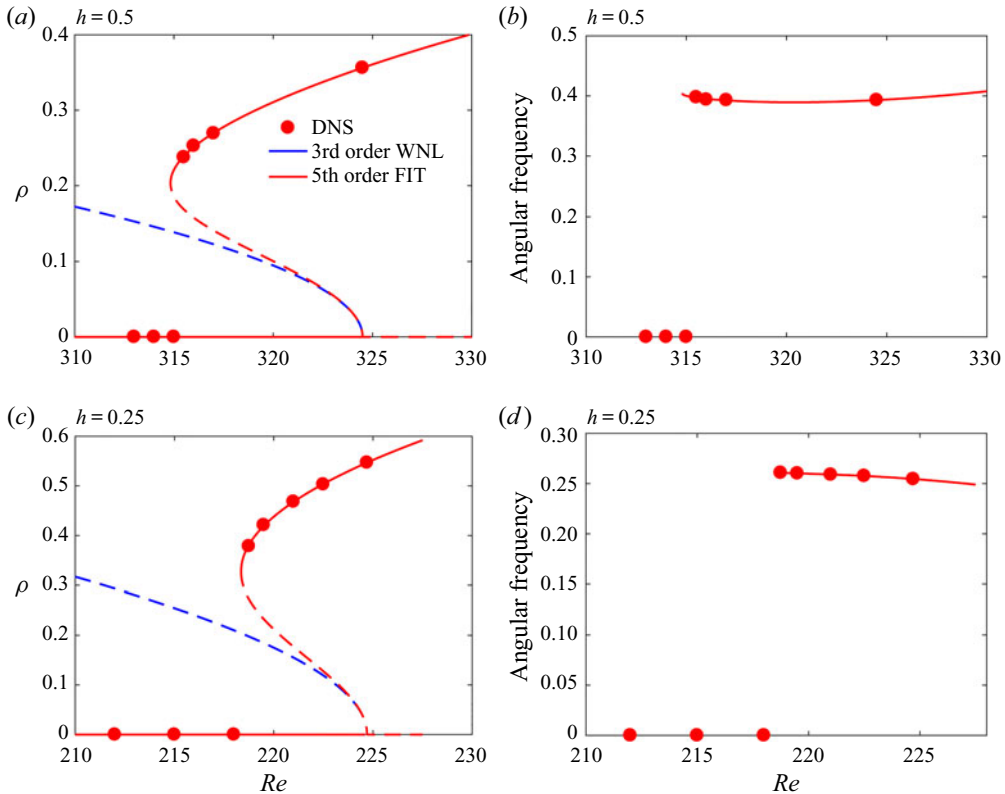 (a) h = 0.5
0.4
0.3
ρ 0.2
0.1
0
310 315 320 325 330
DNS
3rd order WNL
5th order FIT
(b) h = 0.5
0.5
0.4
0.3
0.2
0.1
0
Angular frequency
310 315 320 325 330
(c) h = 0.25
0.6
0.5
0.4
ρ 0.3
0.2
0.1
0
210 215 220 225 230
Re
(d) h = 0.25
0.30
0.25
0.20
0.15
0.10
0.05
0
Angular frequency
210 215 220 225
Re